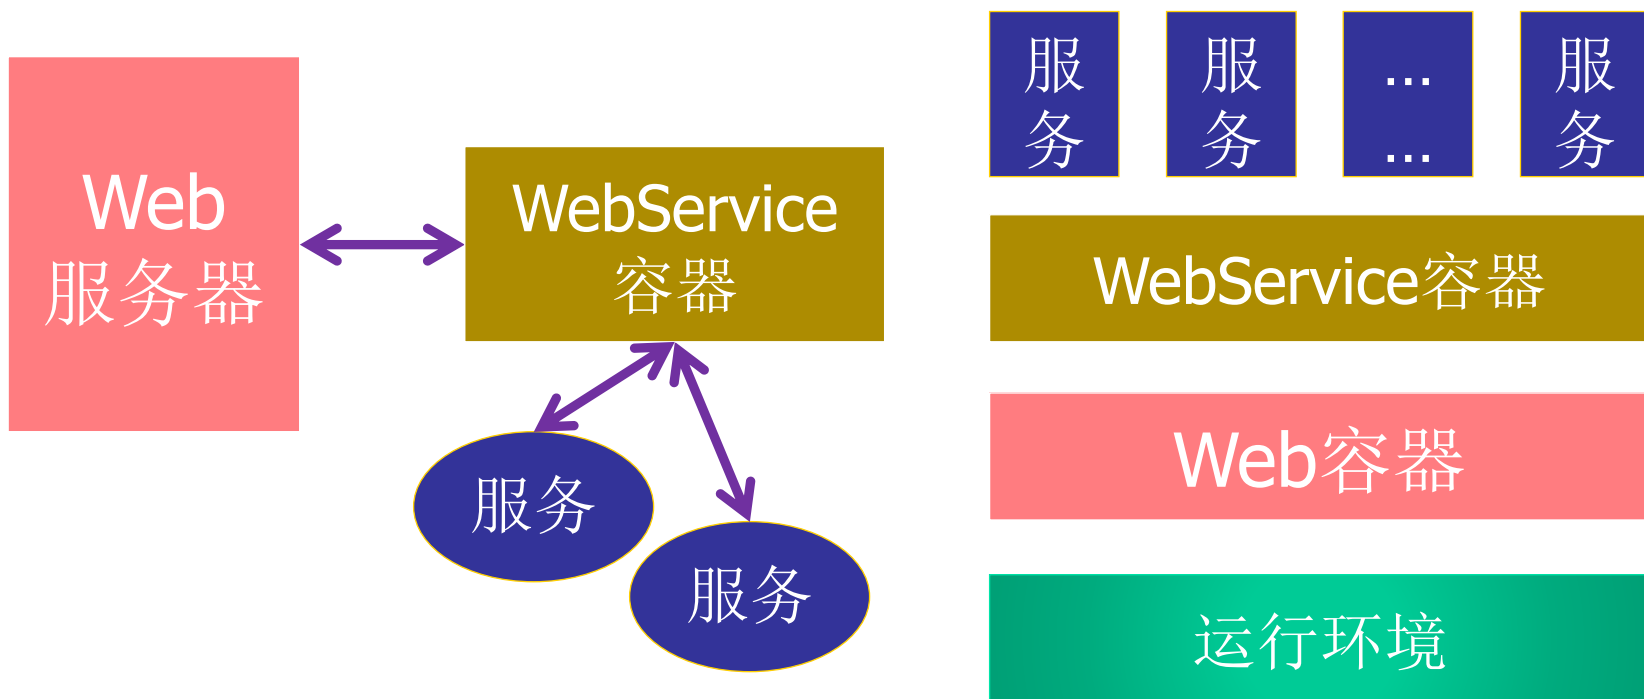 Web
服务器
WebService
容器
服务
服务
服
务
服
务
...
...
服
务
WebService容器
Web容器
运行环境